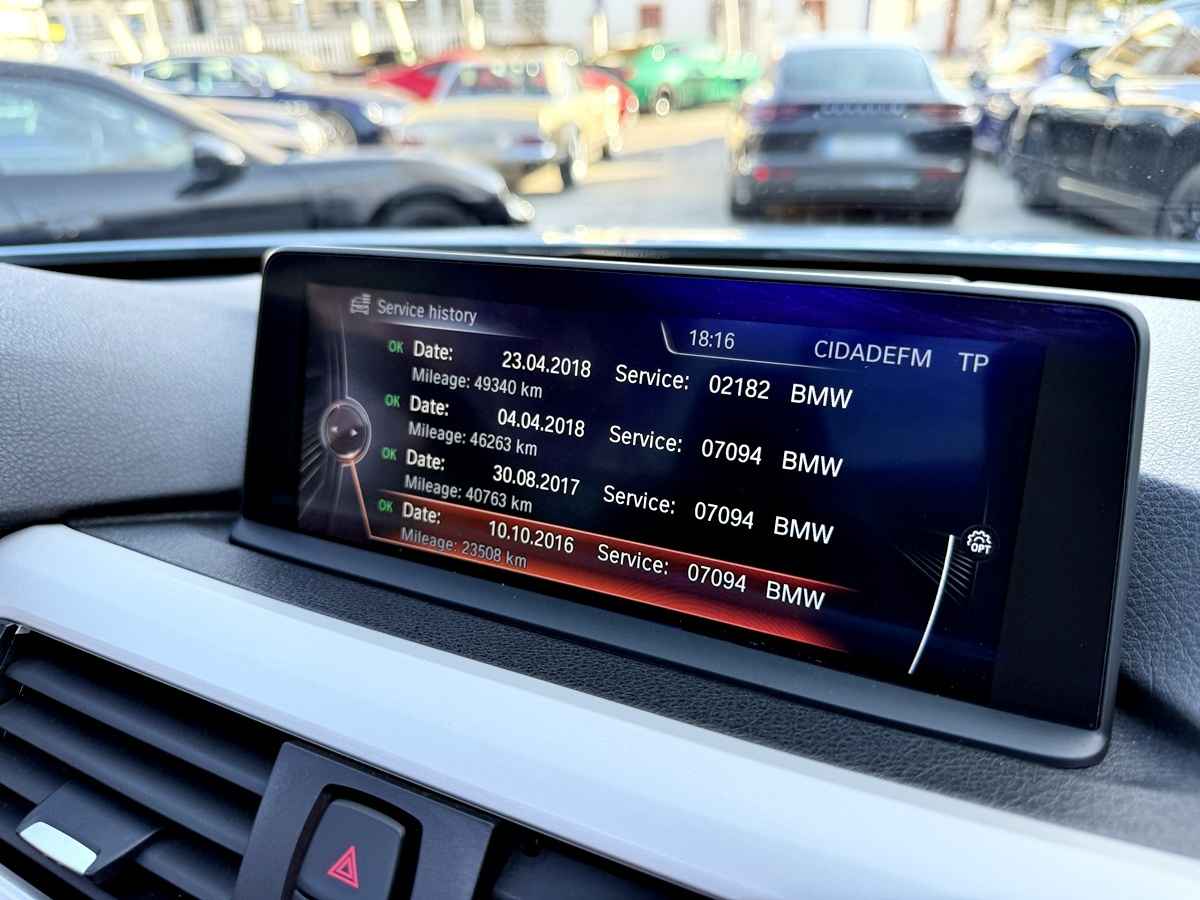 Service history
18:16 CIDADEFM TP
OK Date: 23.04.2018 Service: 02182 BMW
Mileage: 49340 km
OK Date: 04.04.2018 Service: 07094 BMW
Mileage: 46263 km
OK Date: 30.08.2017 Service: 07094 BMW
Mileage: 40763 km
OK Date: 10.10.2016 Service: 07094 BMW
Mileage: 23508 km
OPT